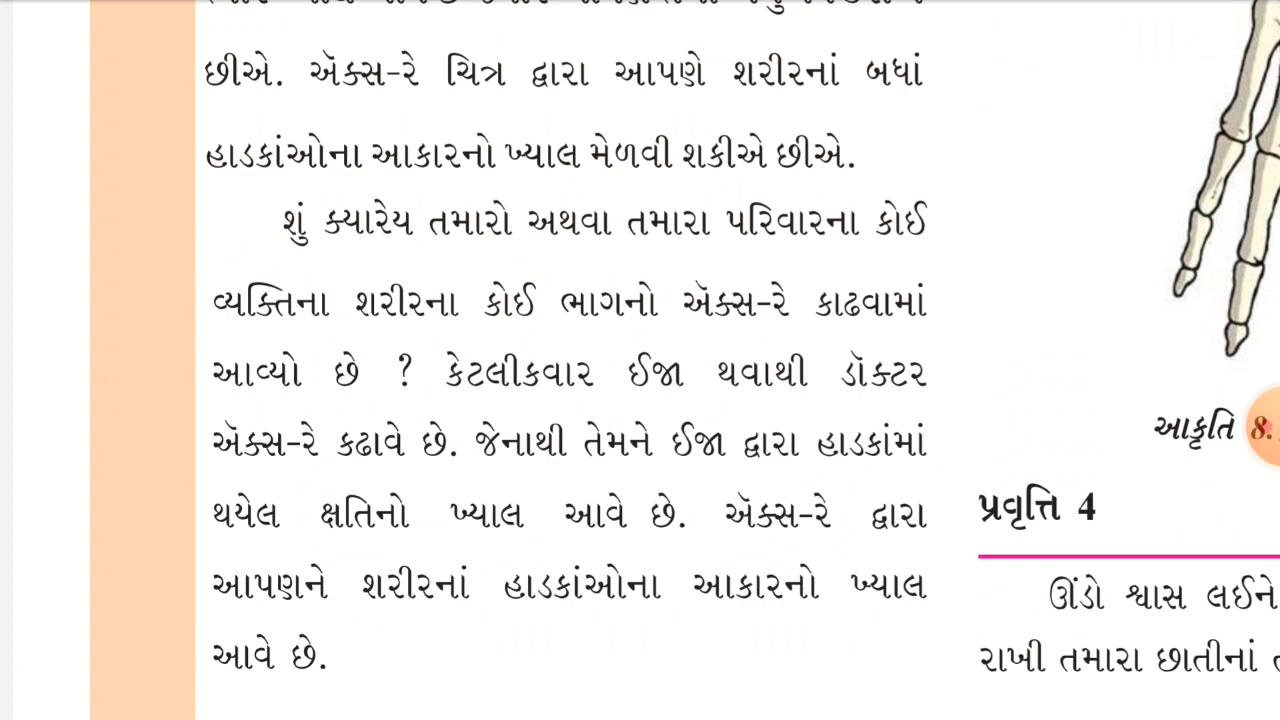 છીએ. ઍક્સ-રે ચિત્ર દ્વારા આપણે શરીરનાં બધાં
હાડકાંઓના આકારનો ખ્યાલ મેળવી શકીએ છીએ.
શું ક્યારેય તમારો અથવા તમારા પરિવારના કોઈ
વ્યક્તિના શરીરના કોઈ ભાગનો ઍક્સ-રે કાઢવામાં
આવ્યો છે ? કેટલીકવાર ઈજા થવાથી ડૉક્ટર
ઍક્સ-રે કઢાવે છે. જેનાથી તેમને ઈજા દ્વારા હાડકાંમાં
થયેલ ક્ષતિનો ખ્યાલ આવે છે. ઍક્સ-રે દ્વારા
આપણને શરીરનાં હાડકાંઓના આકારનો ખ્યાલ
આવે છે.
આકૃતિ 8.
પ્રવૃત્તિ 4
ઊંડો શ્વાસ લઈને
રાખી તમારા છાતીનાં